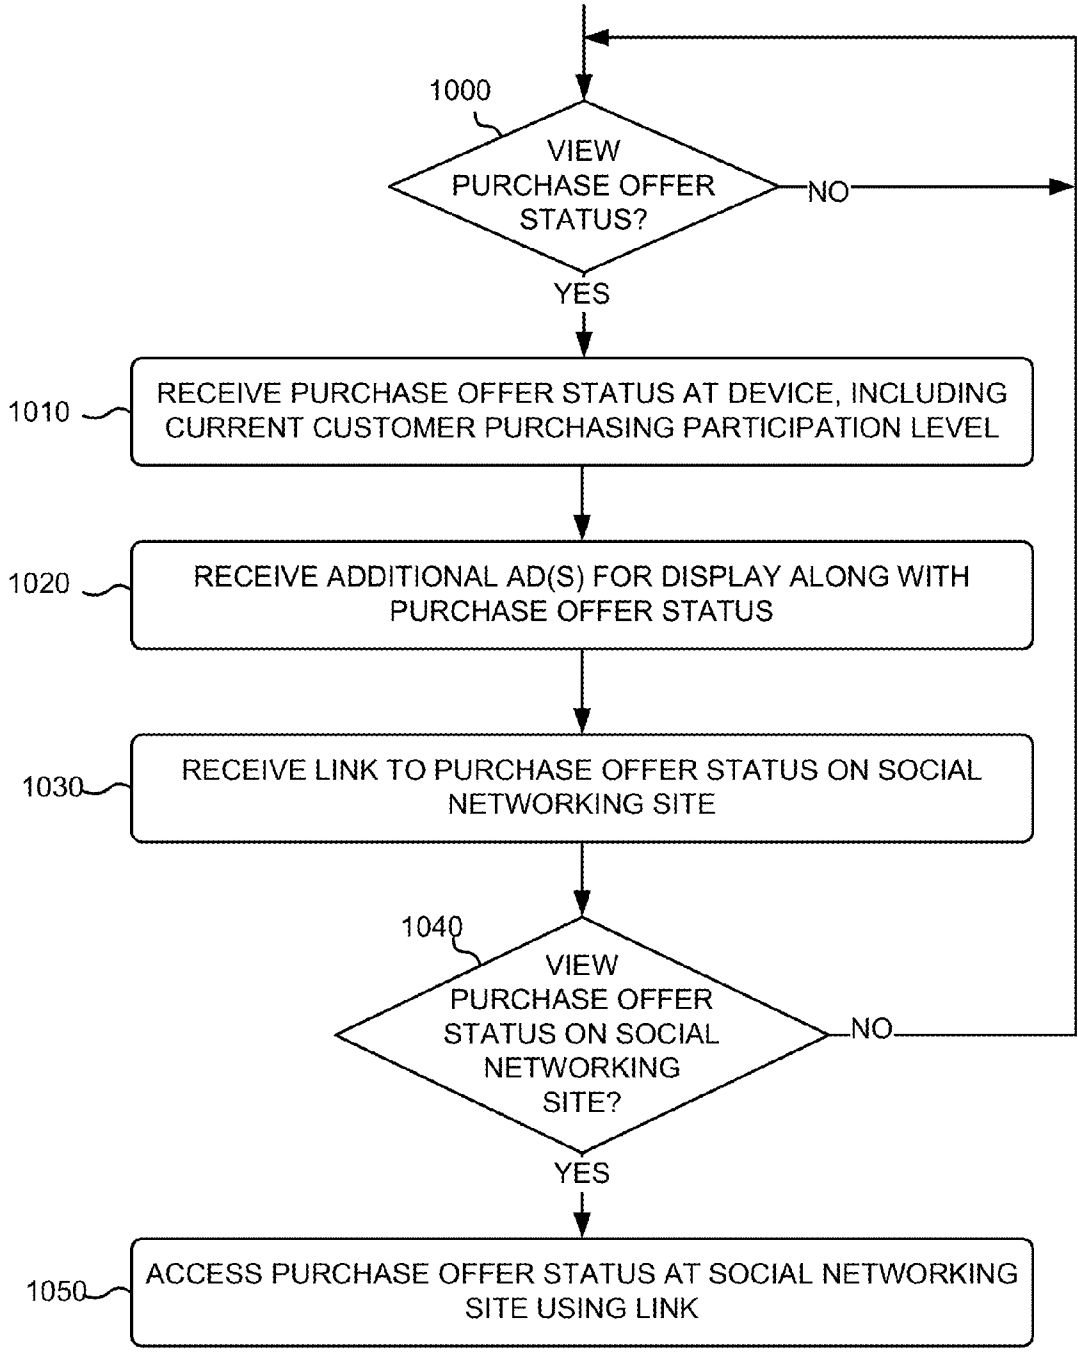 1000
VIEW
PURCHASE OFFER
STATUS?
NO
YES
1010
RECEIVE PURCHASE OFFER STATUS AT DEVICE, INCLUDING
CURRENT CUSTOMER PURCHASING PARTICIPATION LEVEL
1020
RECEIVE ADDITIONAL AD(S) FOR DISPLAY ALONG WITH
PURCHASE OFFER STATUS
1030
RECEIVE LINK TO PURCHASE OFFER STATUS ON SOCIAL
NETWORKING SITE
1040
VIEW
PURCHASE OFFER
STATUS ON SOCIAL
NETWORKING
SITE?
NO
YES
1050
ACCESS PURCHASE OFFER STATUS AT SOCIAL NETWORKING
SITE USING LINK